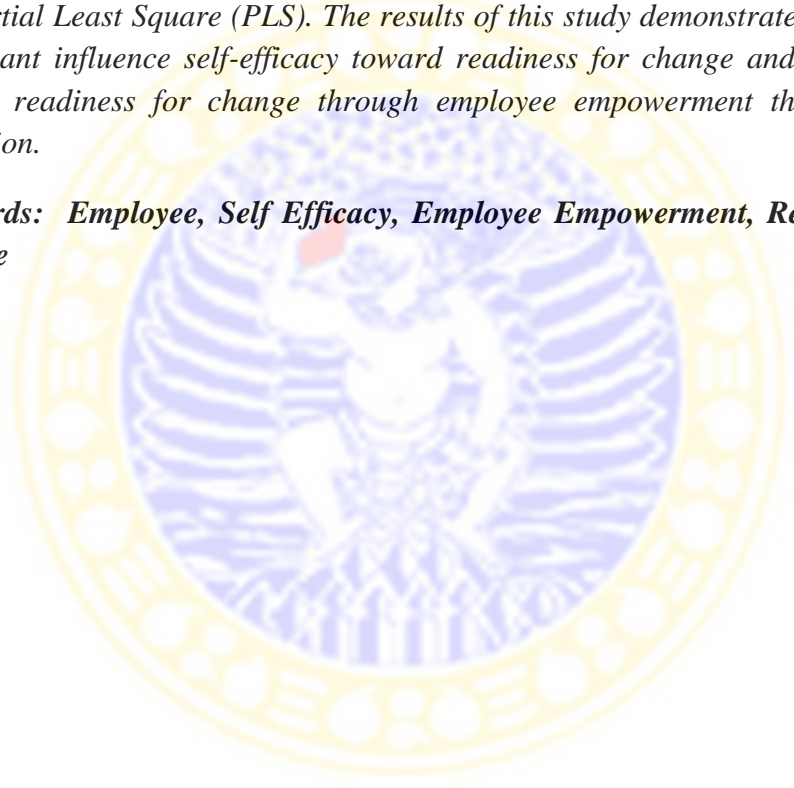 rtial Least Square (PLS). The results of this study demonstrate
ant influence self-efficacy toward readiness for change and
readiness for change through employee empowerment th
on.
rds: Employee, Self Efficacy, Employee Empowerment, Re
e